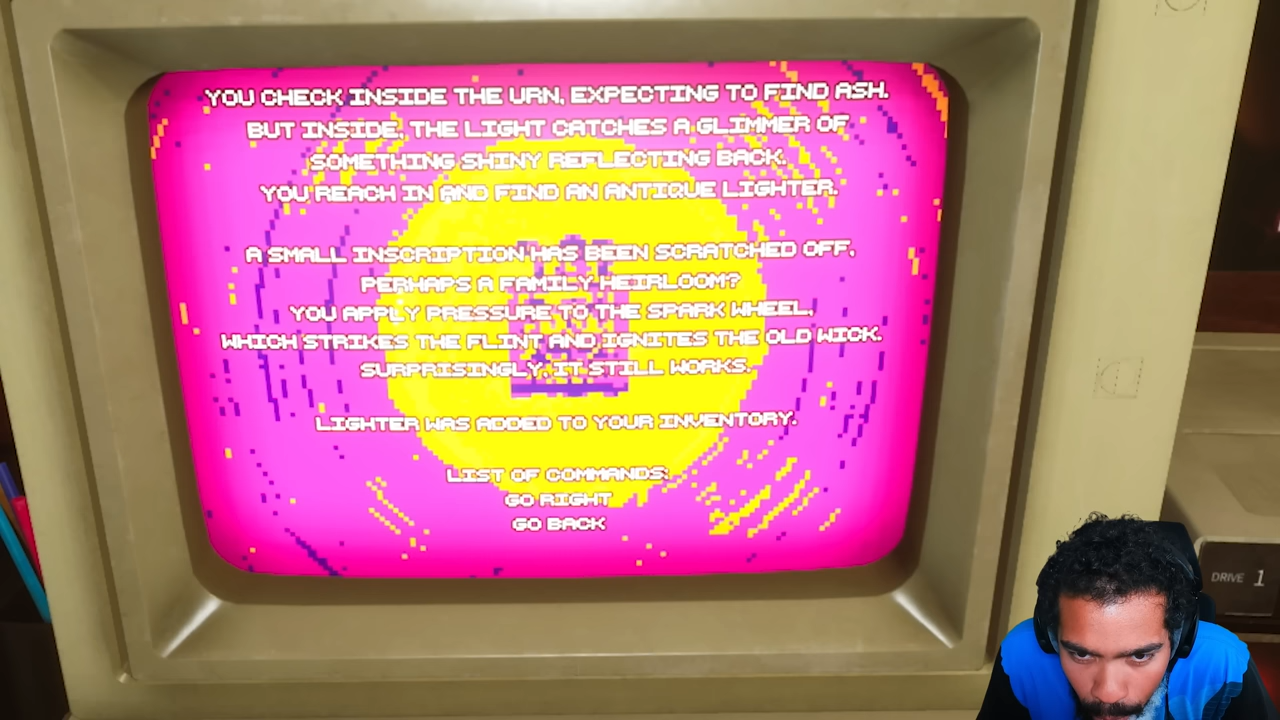 YOU CHECK INSIDE THE URN, EXPECTING TO FIND ASH.
BUT INSIDE, THE LIGHT CATCHES A GLIMMER OF
SOMETHING SHINY REFLECTING BACK.
YOU REACH IN AND FIND AN ANTIQUE LIGHTER.
A SMALL INSCRIPTION HAS BEEN SCRATCHED OFF,
PERHAPS A FAMILY HEIRLOOM?
YOU APPLY PRESSURE TO THE SPARK WHEEL,
WHICH STRIKES THE FLINT AND IGNITES THE OLD WICK.
SURPRISINGLY, IT STILL WORKS.
LIGHTER WAS ADDED TO YOUR INVENTORY.
LIST OF COMMANDS:
GO RIGHT
GO BACK
DRIVE 1